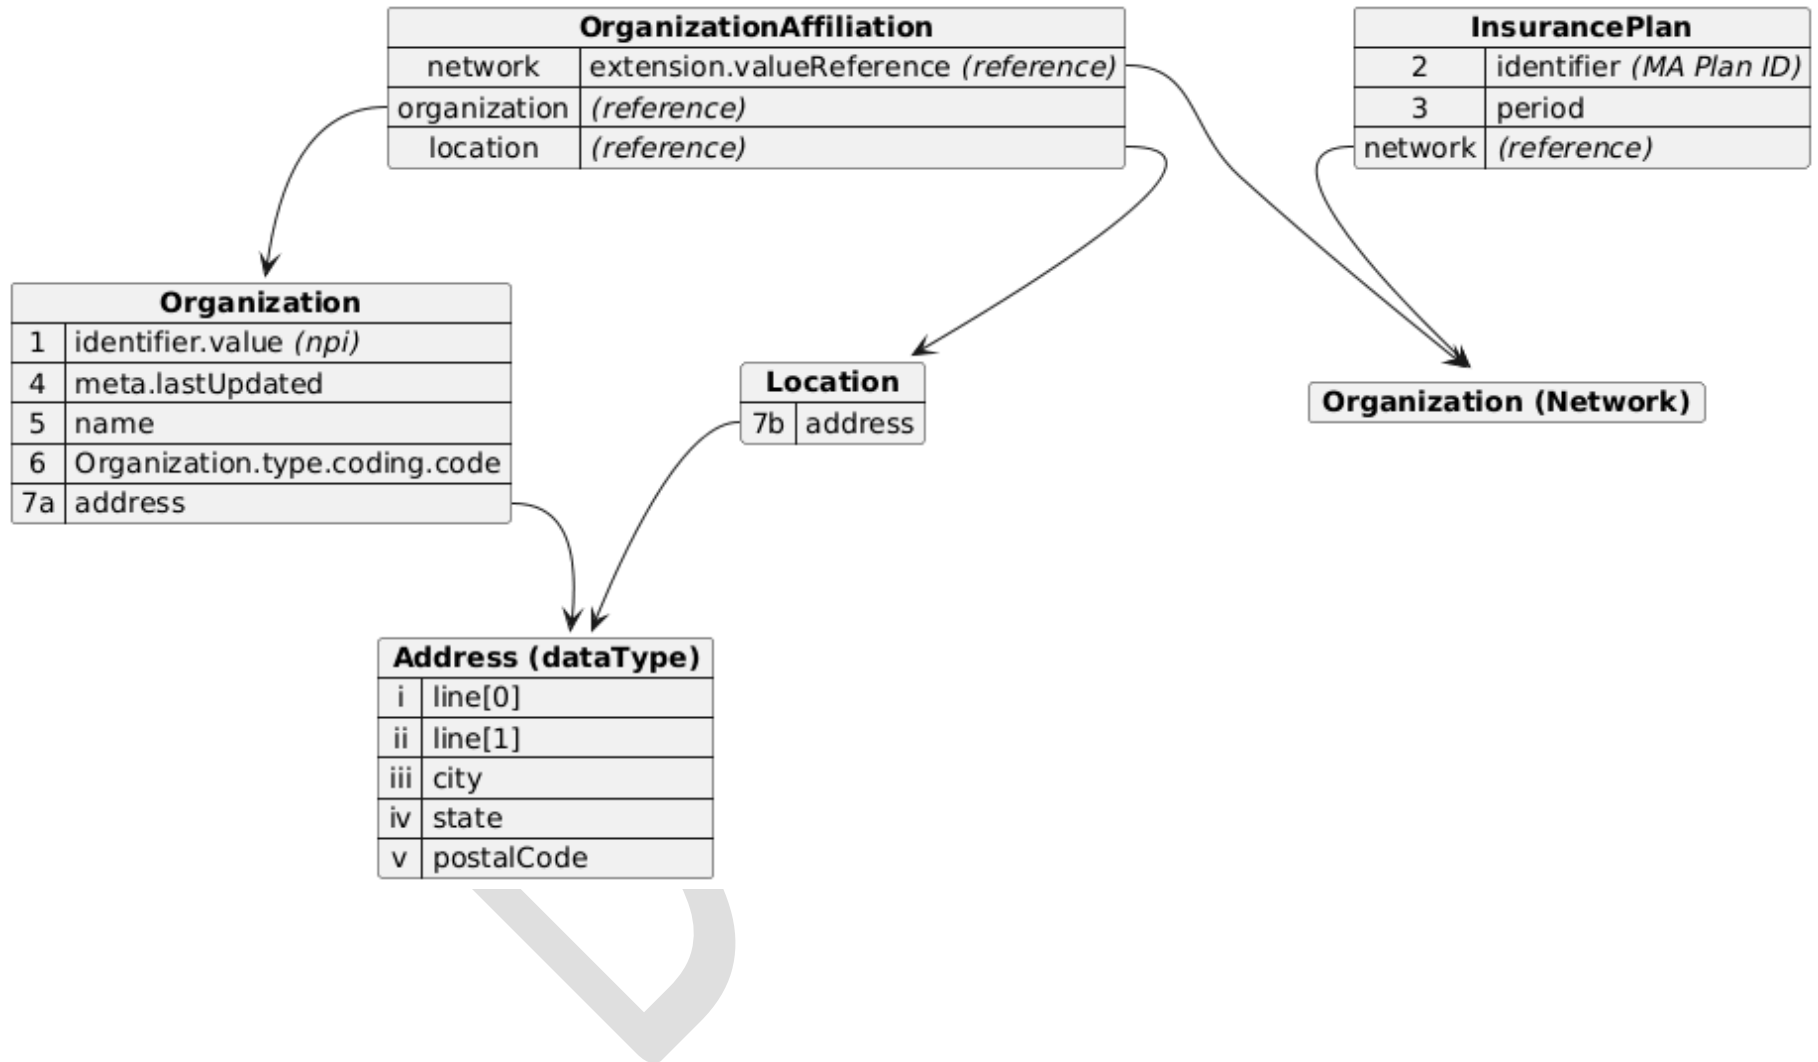 OrganizationAffiliation
network extension.valueReference (reference)
organization (reference)
location (reference)
InsurancePlan
2 identifier (MA Plan ID)
3 period
network (reference)
Organization
1 identifier.value (npi)
4 meta.lastUpdated
5 name
6 Organization.type.coding.code
7a address
Location
7b address
Organization (Network)
Address (dataType)
i line[0]
ii line[1]
iii city
iv state
v postalCode